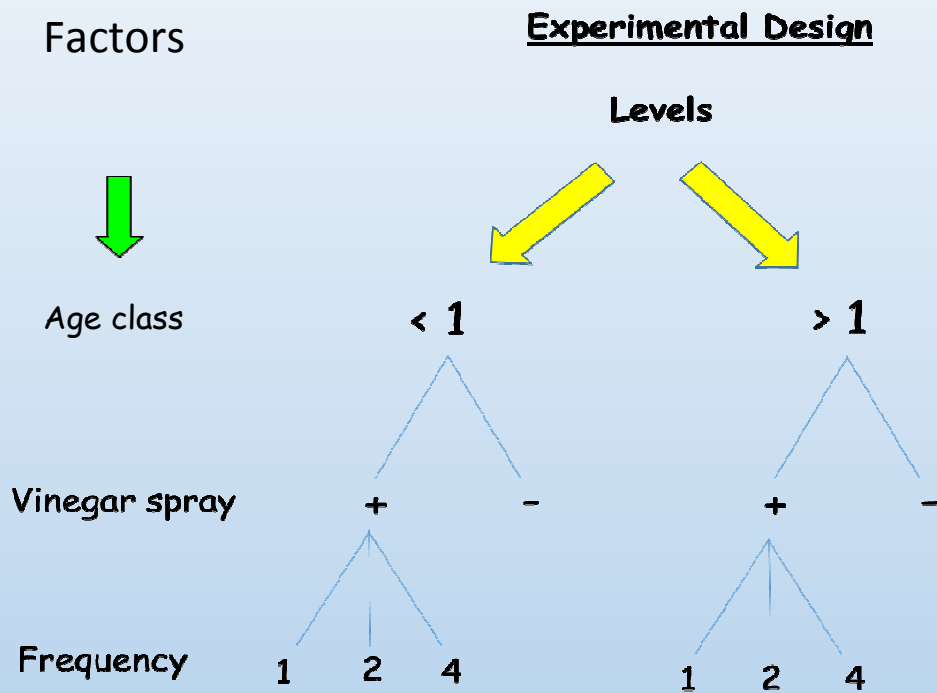 Factors
Experimental Design
Levels
Age class < 1 > 1
Vinegar spray + - + -
Frequency 1 2 4 1 2 4